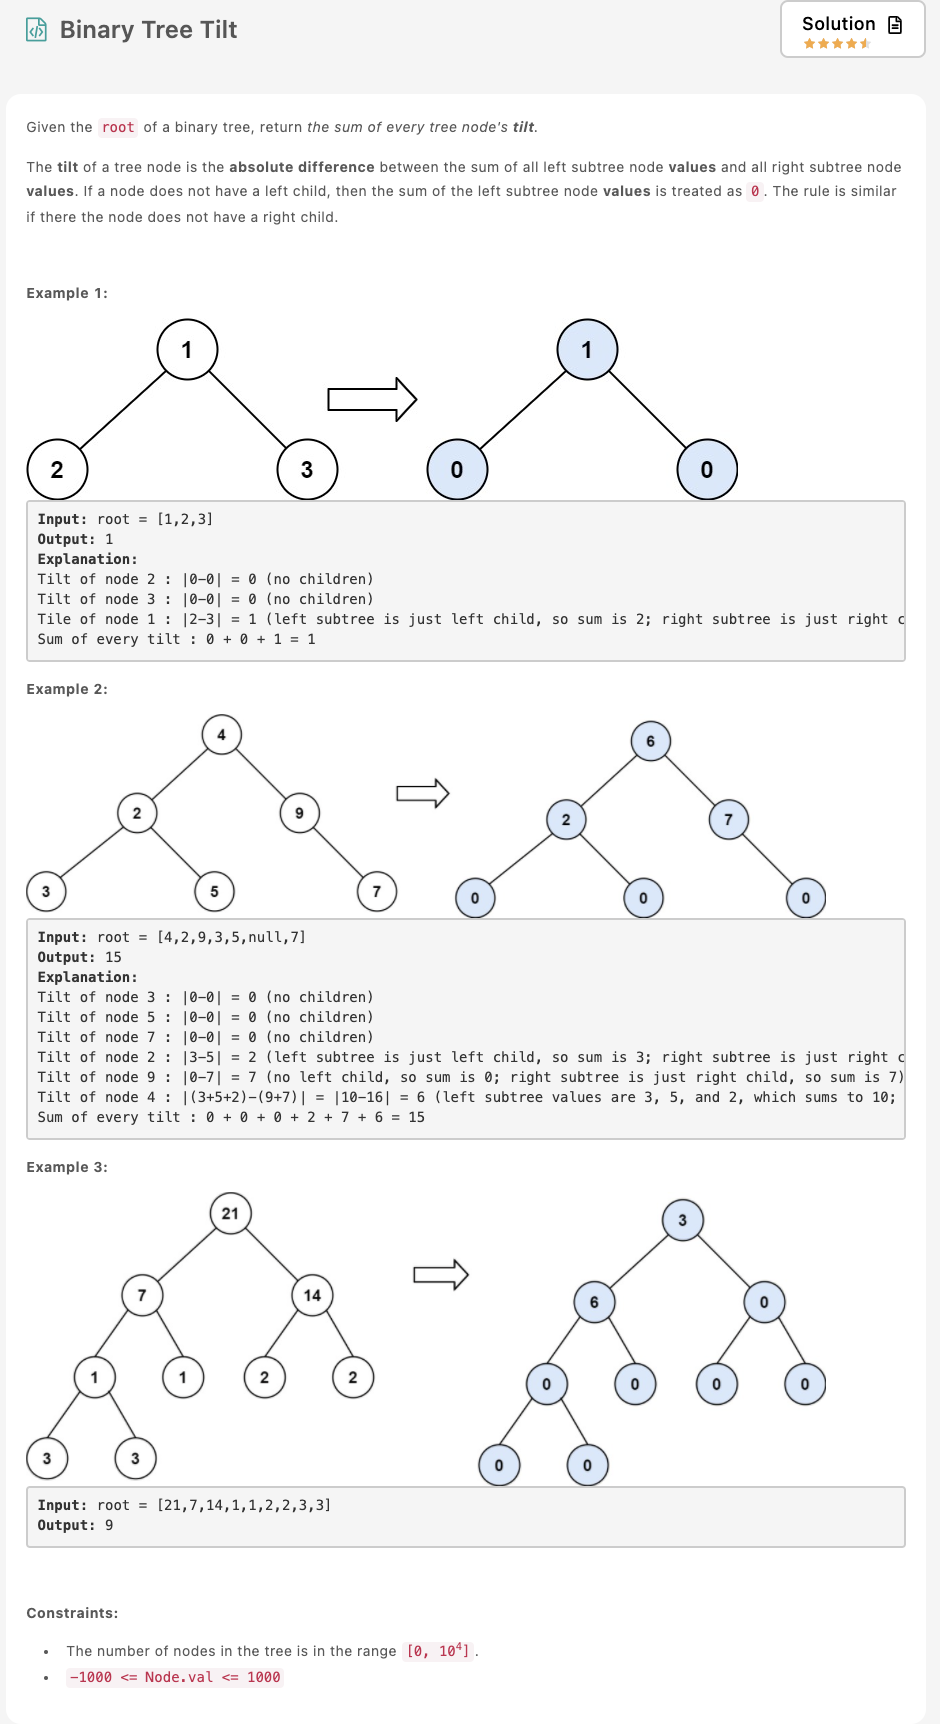 Binary Tree Tilt
Solution
Given the root of a binary tree, return the sum of every tree node's tilt.
The tilt of a tree node is the absolute difference between the sum of all left subtree node values and all right subtree node
values. If a node does not have a left child, then the sum of the left subtree node values is treated as 0. The rule is similar
if there the node does not have a right child.
Example 1:
1
1
2
3
0
0
Input: root = [1,2,3]
Output: 1
Explanation:
Tilt of node 2 : |0-0| = 0 (no children)
Tilt of node 3 : |0-0| = 0 (no children)
Tile of node 1 : |2-3| = 1 (left subtree is just left child, so sum is 2; right subtree is just right c
Sum of every tilt : 0 + 0 + 1 = 1
Example 2:
4
6
2
9
2
7
3
5
7
0
0
0
Input: root = [4,2,9,3,5,null,7]
Output: 15
Explanation:
Tilt of node 3 : |0-0| = 0 (no children)
Tilt of node 5 : |0-0| = 0 (no children)
Tilt of node 7 : |0-0| = 0 (no children)
Tilt of node 2 : |3-5| = 2 (left subtree is just left child, so sum is 3; right subtree is just right c
Tilt of node 9 : |0-7| = 7 (no left child, so sum is 0; right subtree is just right child, so sum is 7)
Tilt of node 4 : |(3+5+2)-(9+7)| = |10-16| = 6 (left subtree values are 3, 5, and 2, which sums to 10;
Sum of every tilt : 0 + 0 + 0 + 2 + 7 + 6 = 15
Example 3:
21
3
7
14
6
0
1
1
2
2
0
0
0
0
3
3
0
0
Input: root = [21,7,14,1,1,2,2,3,3]
Output: 9
Constraints:
• The number of nodes in the tree is in the range [0, 10⁴].
• -1000 <= Node.val <= 1000